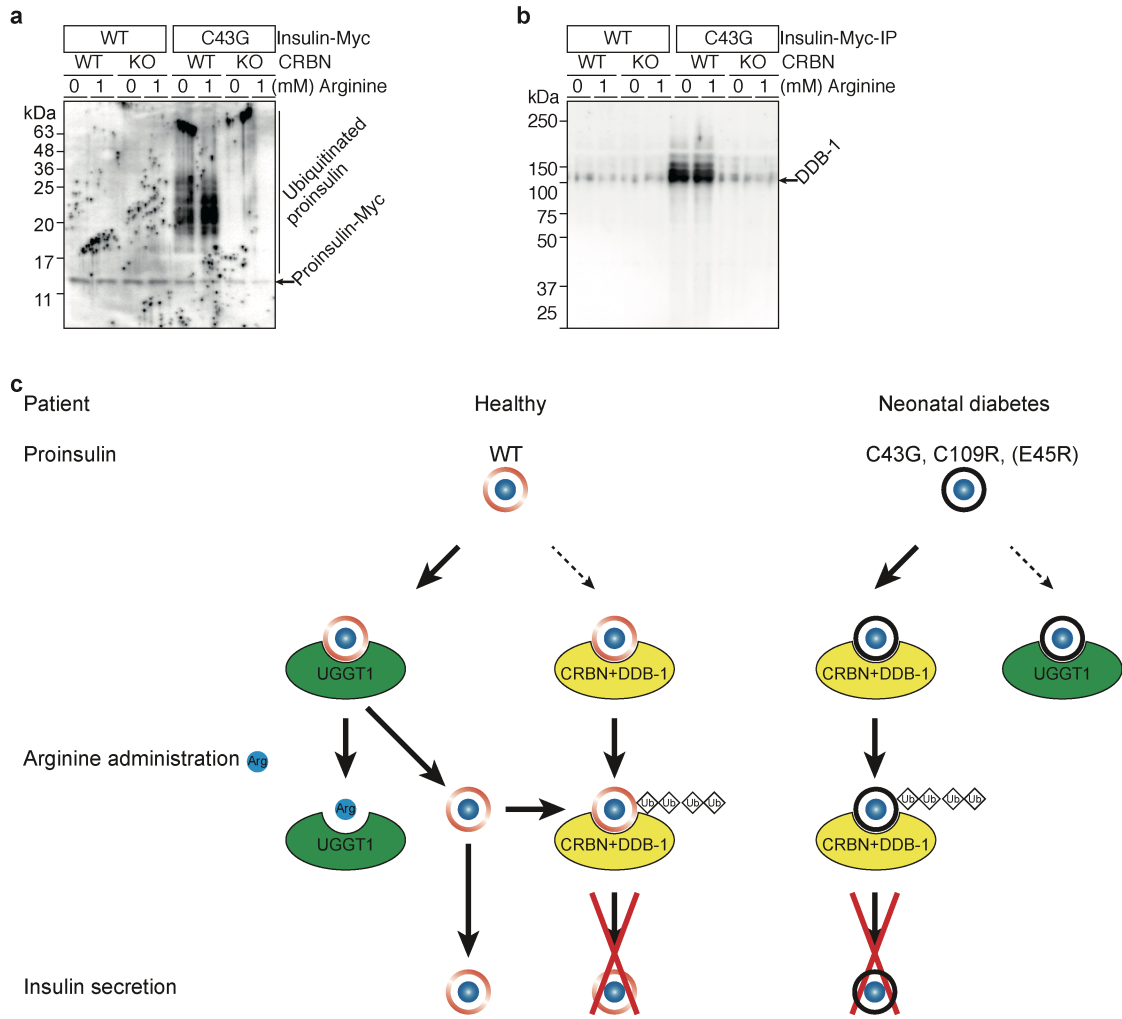 a
WT C43G Insulin-Myc
WT KO WT KO CRBN
0 1 0 1 0 1 0 1 (mM) Arginine
kDa
63
48
36
25
20
17
11
Ubiquitinated
proinsulin
Proinsulin-Myc
b
WT C43G Insulin-Myc-IP
WT KO WT KO CRBN
0 1 0 1 0 1 0 1 (mM) Arginine
kDa
250
150
100
75
50
37
25
DDB-1
c
Patient Healthy Neonatal diabetes
Proinsulin WT C43G, C109R, (E45R)
UGGT1 CRBN+DDB-1 CRBN+DDB-1 UGGT1
Arginine administration Arg
Arg Ub Ub Ub Ub Ub Ub Ub Ub
UGGT1 CRBN+DDB-1 CRBN+DDB-1
Insulin secretion